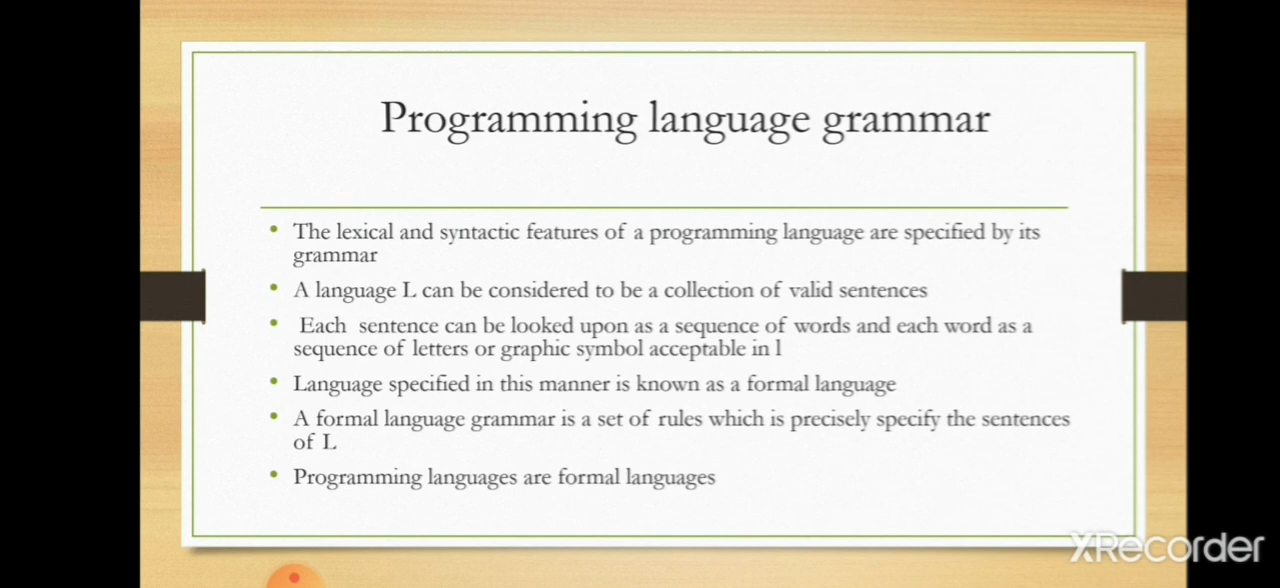 Programming language grammar
• The lexical and syntactic features of a programming language are specified by its
grammar
• A language L can be considered to be a collection of valid sentences
• Each sentence can be looked upon as a sequence of words and each word as a
sequence of letters or graphic symbol acceptable in l
• Language specified in this manner is known as a formal language
• A formal language grammar is a set of rules which is precisely specify the sentences
of L
• Programming languages are formal languages
XRecorder